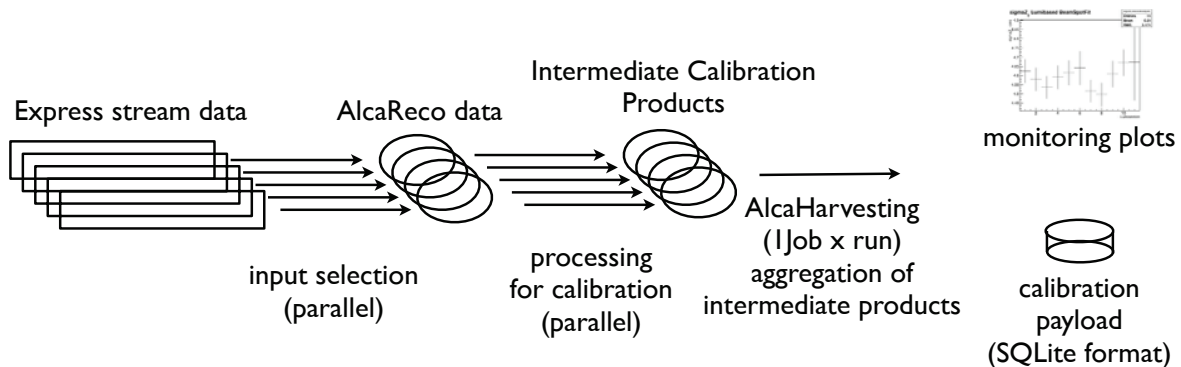 Express stream data
AlcaReco data
Intermediate Calibration
Products
input selection
(parallel)
processing
for calibration
(parallel)
AlcaHarvesting
(1Job x run)
aggregation of
intermediate products
monitoring plots
calibration
payload
(SQLite format)